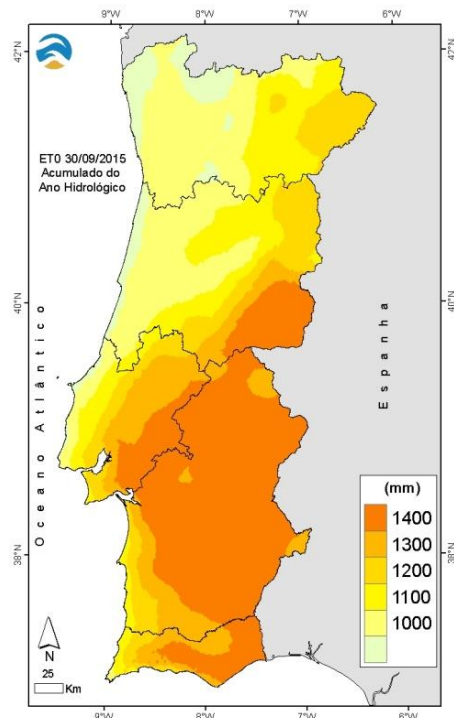 9°W 8°W 7°W
42°N 42°N
ET0 30/09/2015
Acumulado do
Ano Hidrológico
40°N 40°N
Oceano Atlântico
Espanha
(mm)
1400
1300
1200
1100
1000
38°N 38°N
N
25
Km
9°W 8°W 7°W 6°W